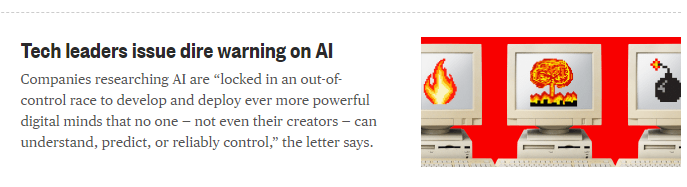 Tech leaders issue dire warning on AI
Companies researching AI are “locked in an out-of-
control race to develop and deploy ever more powerful
digital minds that no one – not even their creators – can
understand, predict, or reliably control,” the letter says.